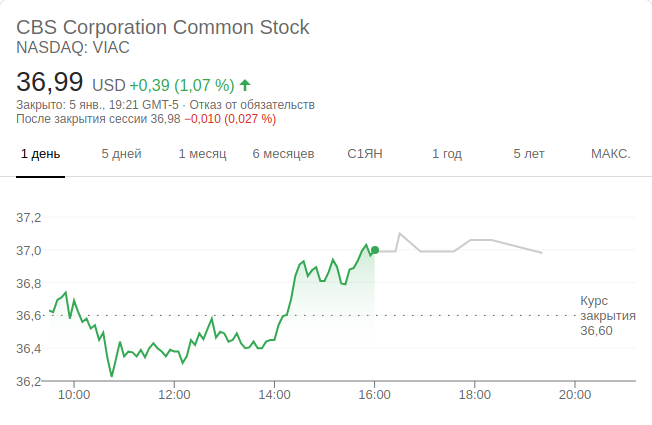 CBS Corporation Common Stock
NASDAQ: VIAC
36,99 USD +0,39 (1,07 %)
Закрыто: 5 янв., 19:21 GMT-5 · Отказ от обязательств
После закрытия сессии 36,98 −0,010 (0,027 %)
1 день 5 дней 1 месяц 6 месяцев С1ЯН 1 год 5 лет МАКС.
37,2
37,0
36,8
36,6
36,4
36,2
Курс
закрытия
36,60
10:00 12:00 14:00 16:00 18:00 20:00